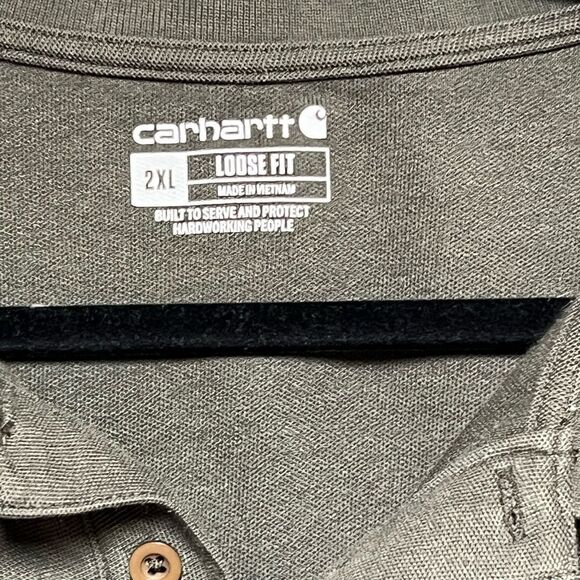 carhartt
2XL
LOOSE FIT
MADE IN VIETNAM
BUILT TO SERVE AND PROTECT
HARDWORKING PEOPLE